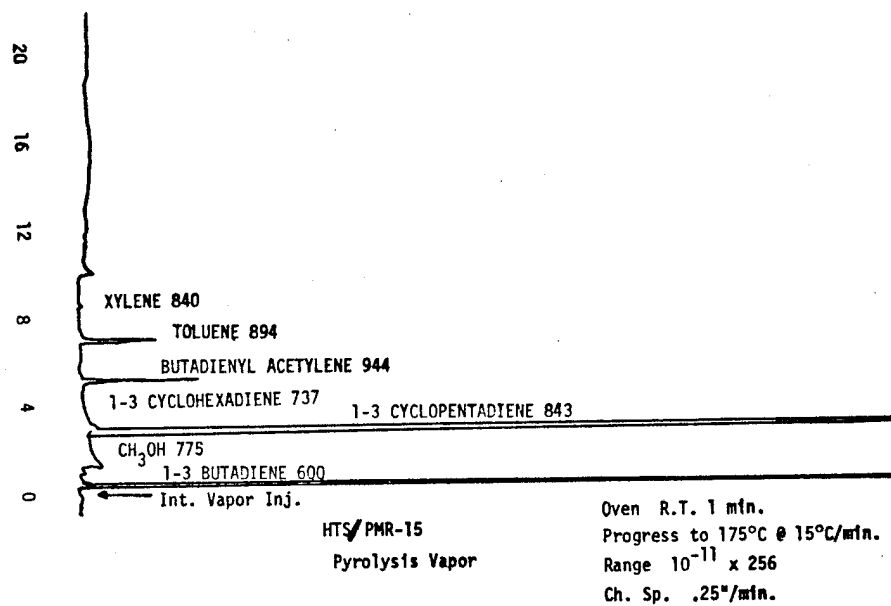 20
16
12
XYLENE 840
8
TOLUENE 894
BUTADIENYL ACETYLENE 944
1-3 CYCLOHEXADIENE 737
4
1-3 CYCLOPENTADIENE 843
CH₃OH 775
1-3 BUTADIENE 600
0
Int. Vapor Inj.
HTS/PMR-15
Pyrolysis Vapor
Oven R.T. 1 min.
Progress to 175°C @ 15°C/min.
Range 10⁻¹¹ x 256
Ch. Sp. .25"/min.